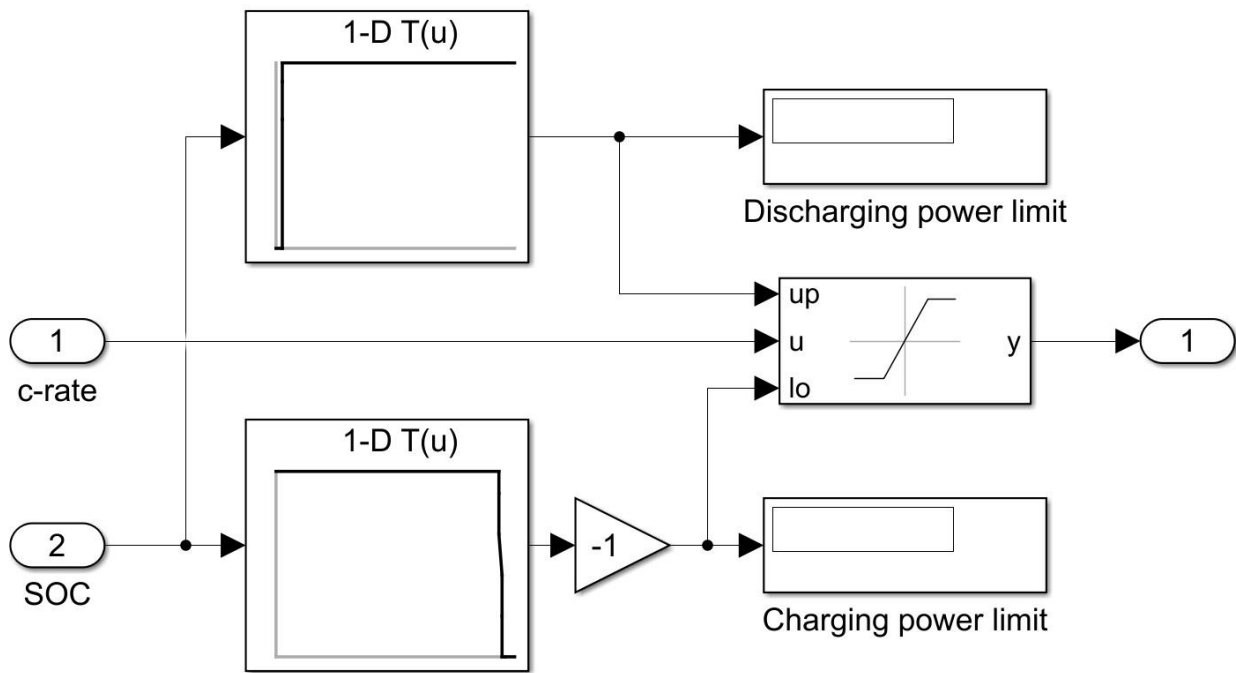 1-D T(u)
Discharging power limit
up
1
u
y
1
c-rate
lo
1-D T(u)
2
-1
SOC
Charging power limit